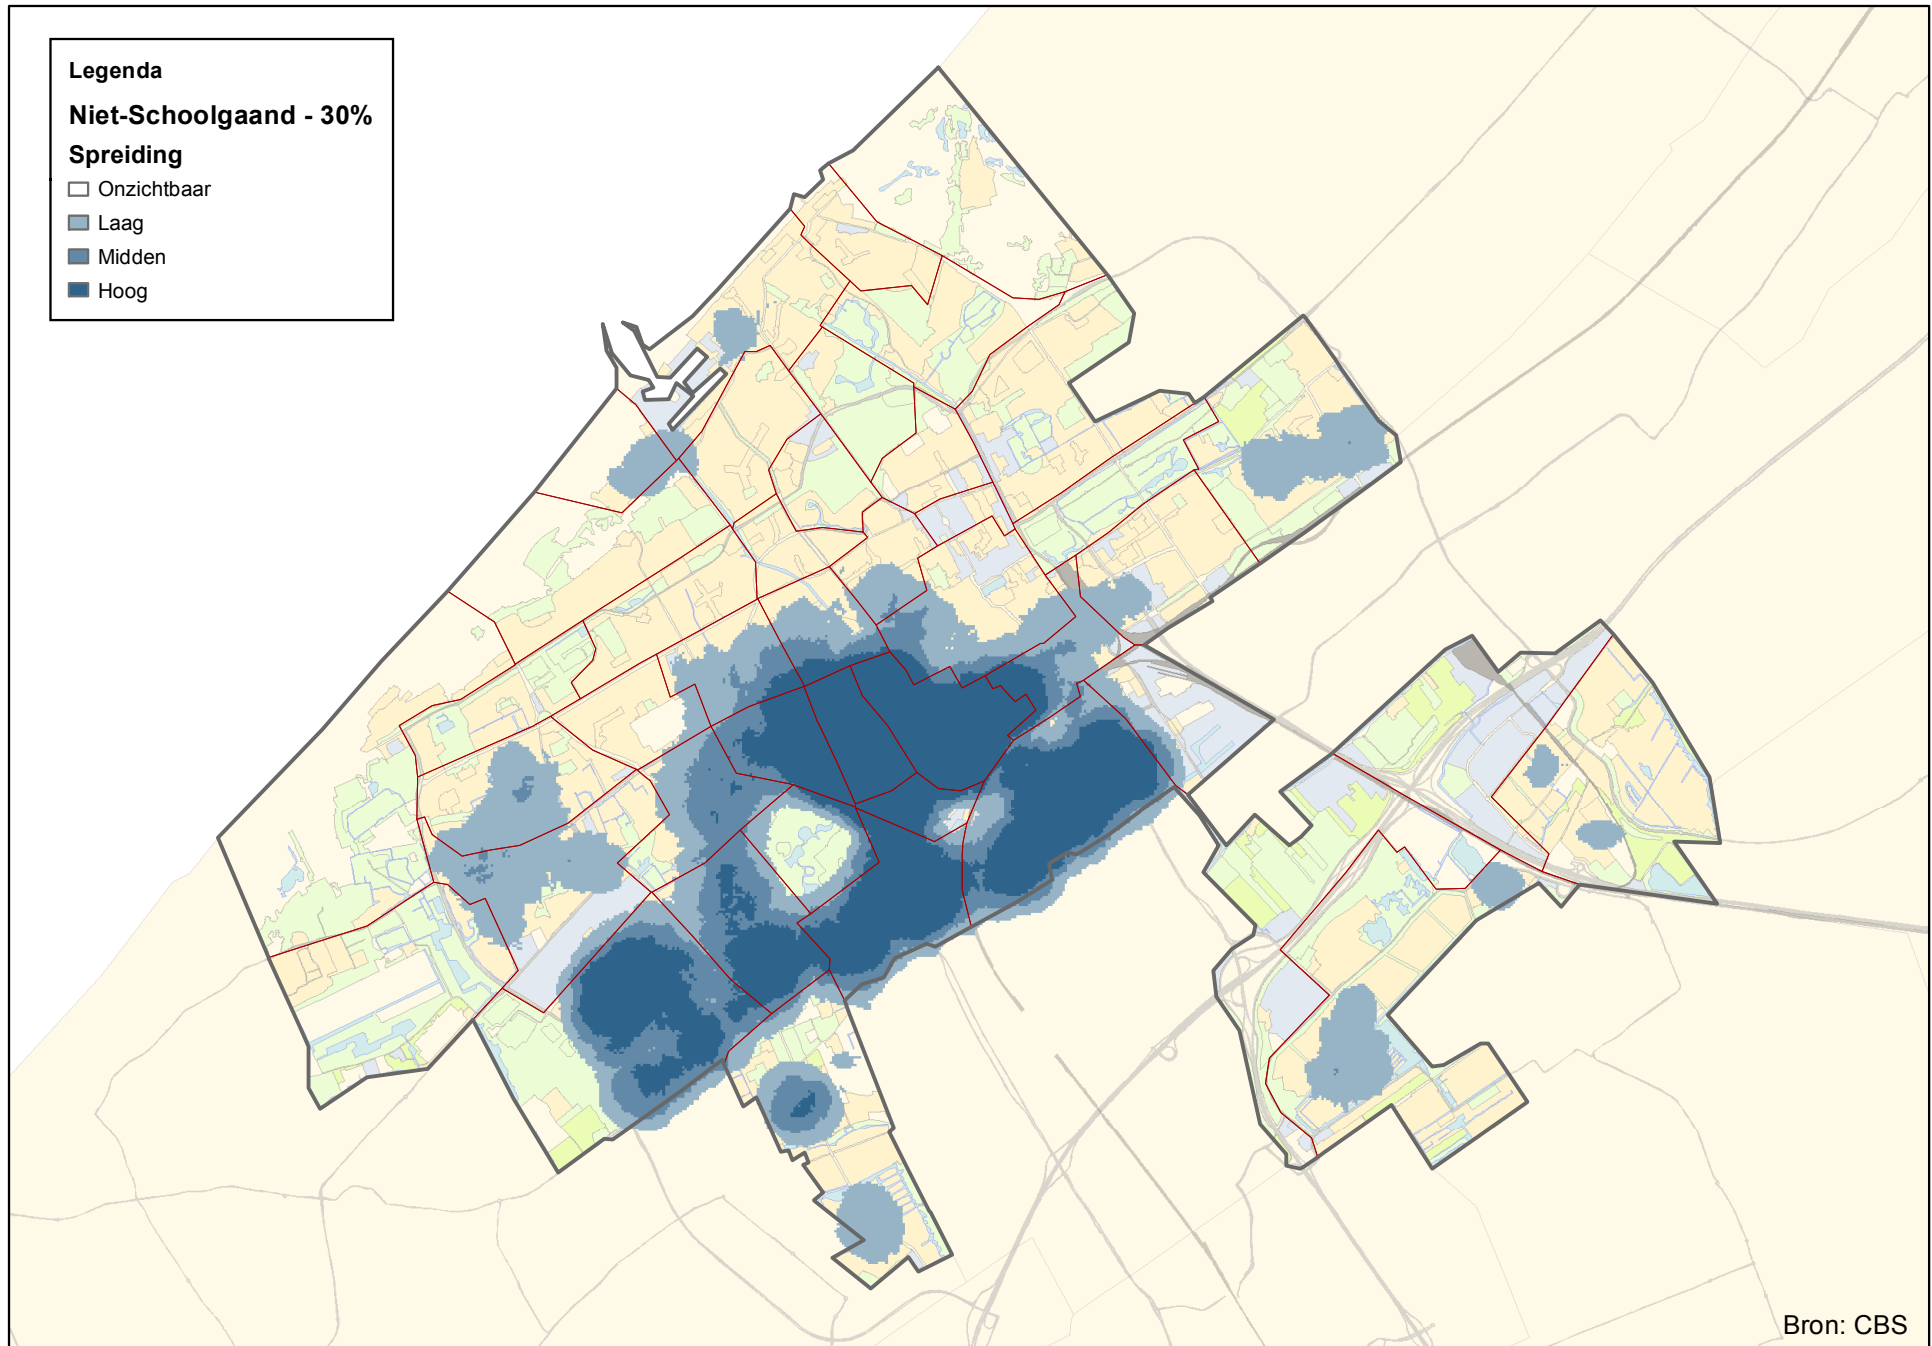 Legenda
Niet-Schoolgaand - 30%
Spreiding
Onzichtbaar
Laag
Midden
Hoog
Bron: CBS